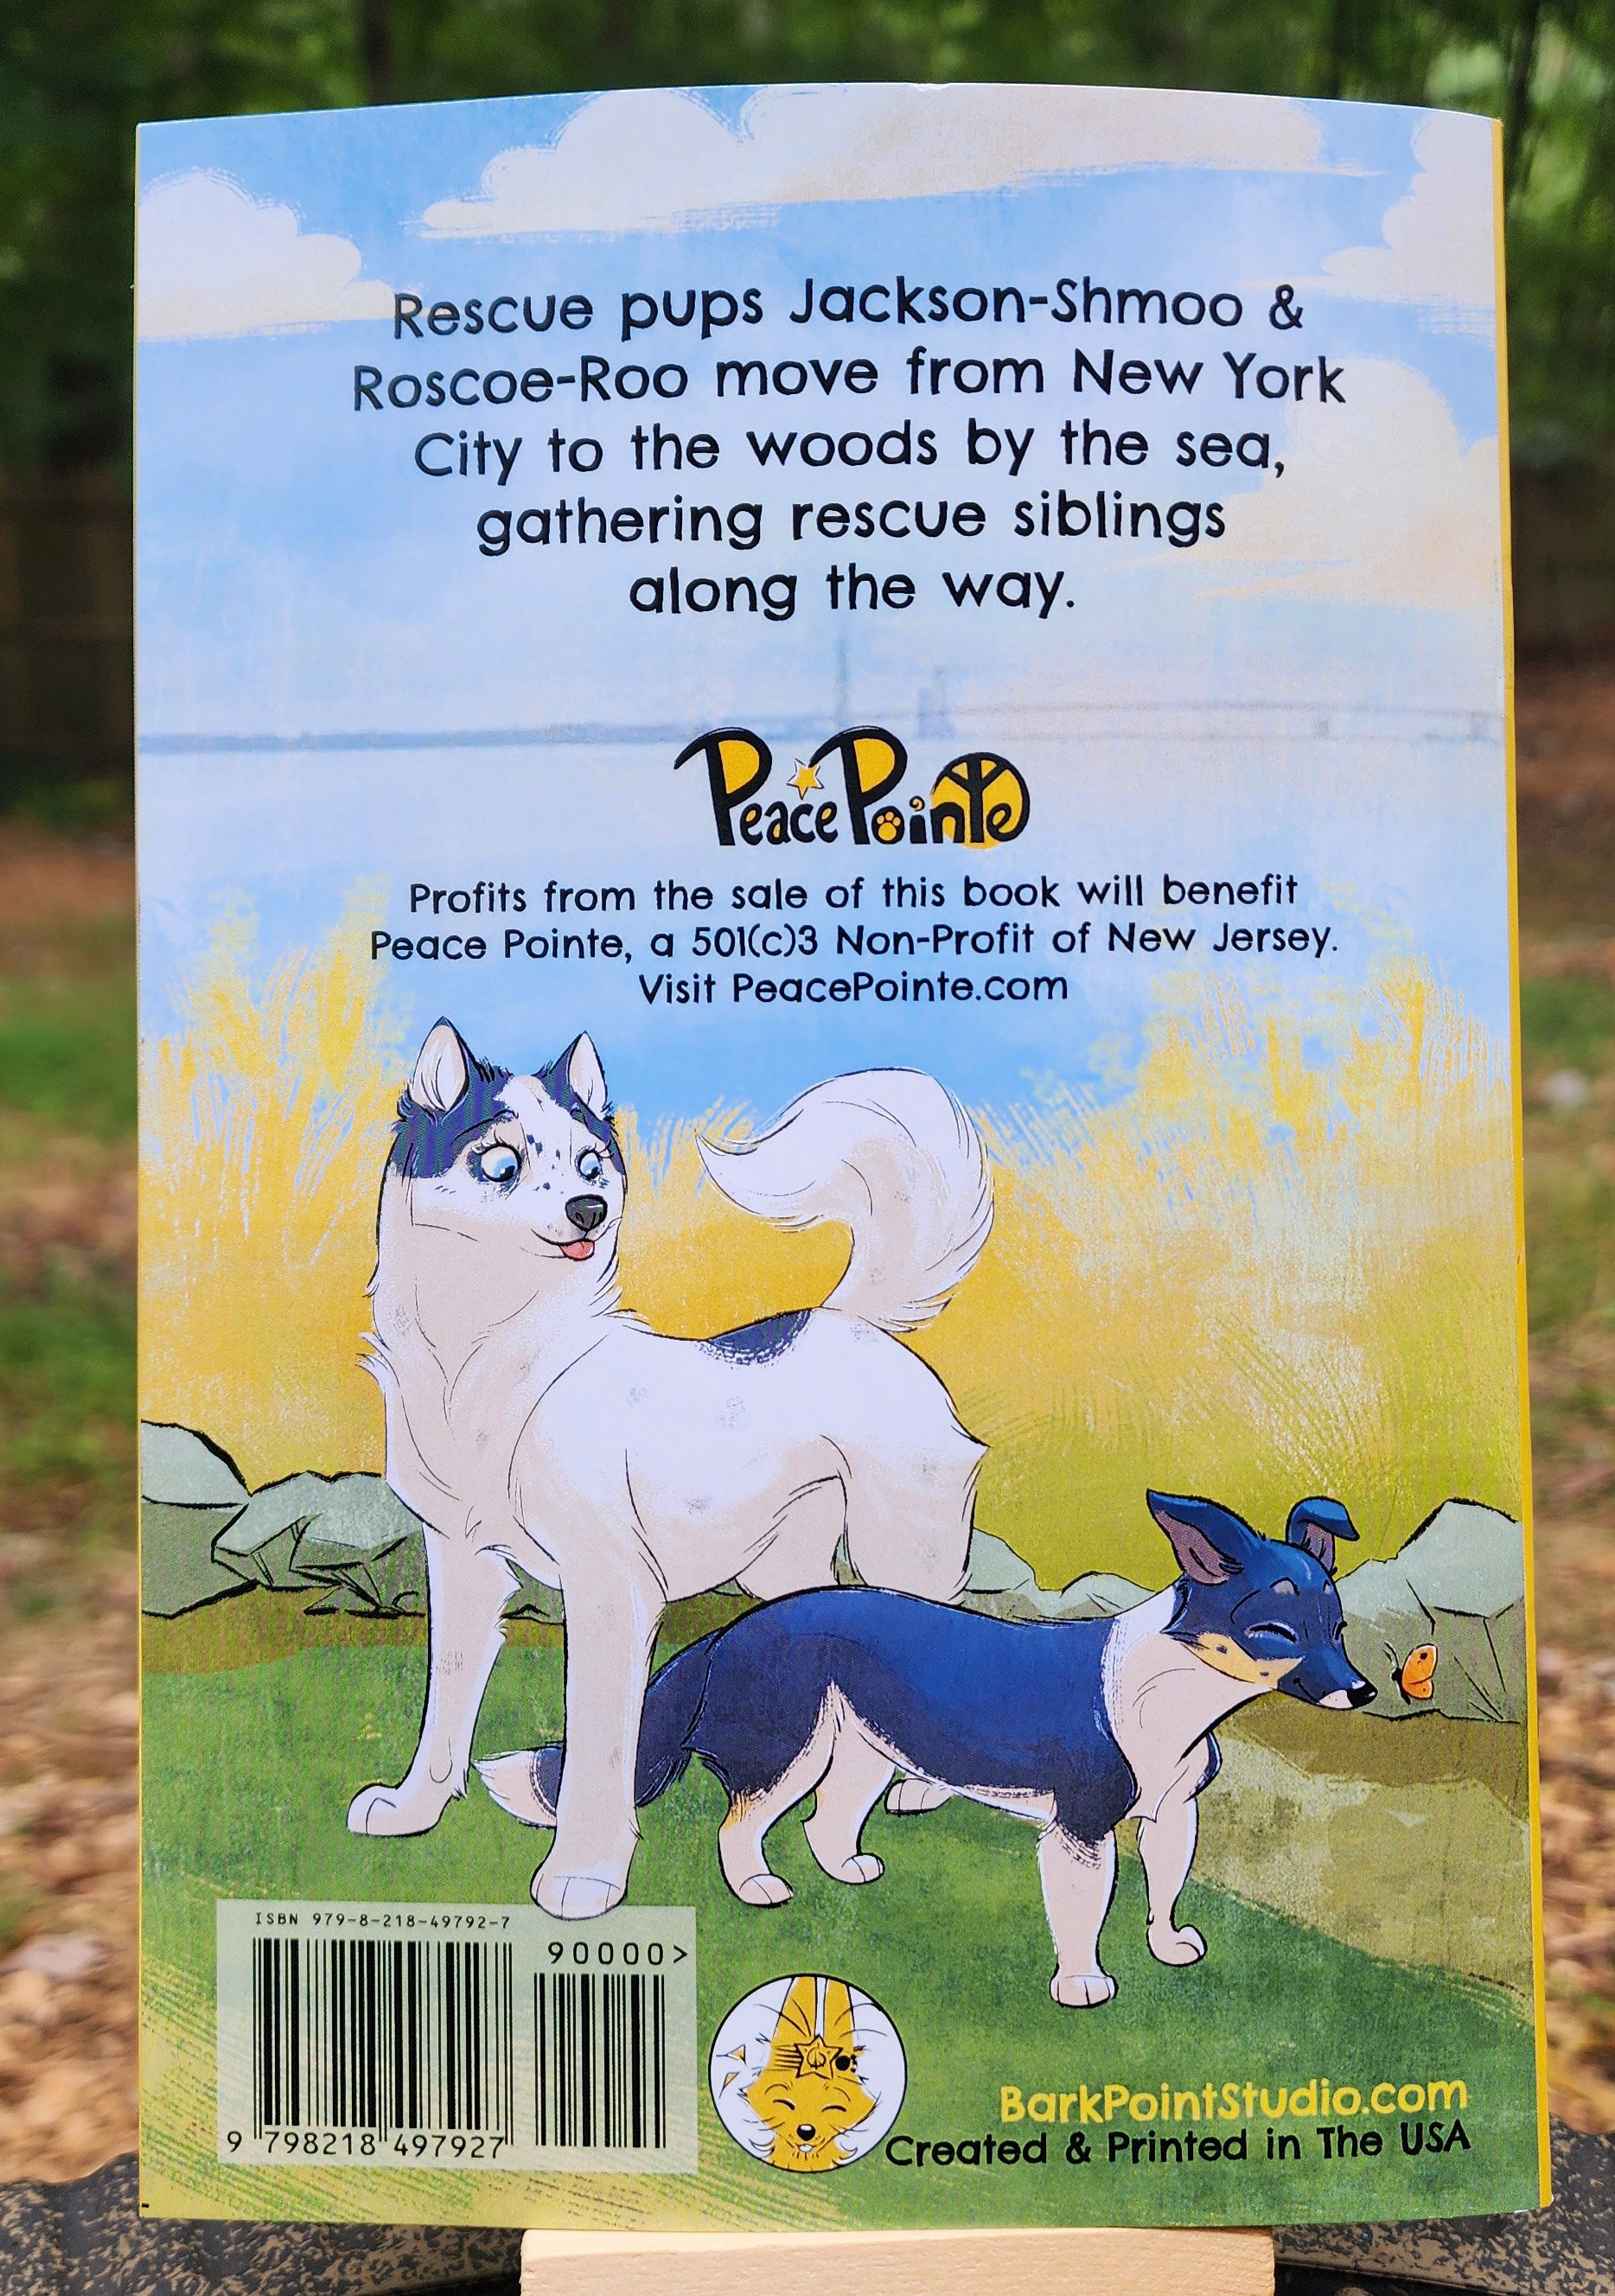 Rescue pups Jackson-Shmoo &
Roscoe-Roo move from New York
City to the woods by the sea,
gathering rescue siblings
along the way.
Peace Pointe
Profits from the sale of this book will benefit
Peace Pointe, a 501(c)3 Non-Profit of New Jersey.
Visit PeacePointe.com
ISBN 979-8-218-49792-7
90000>
9 798218 497927
BarkPointStudio.com
Created & Printed in The USA